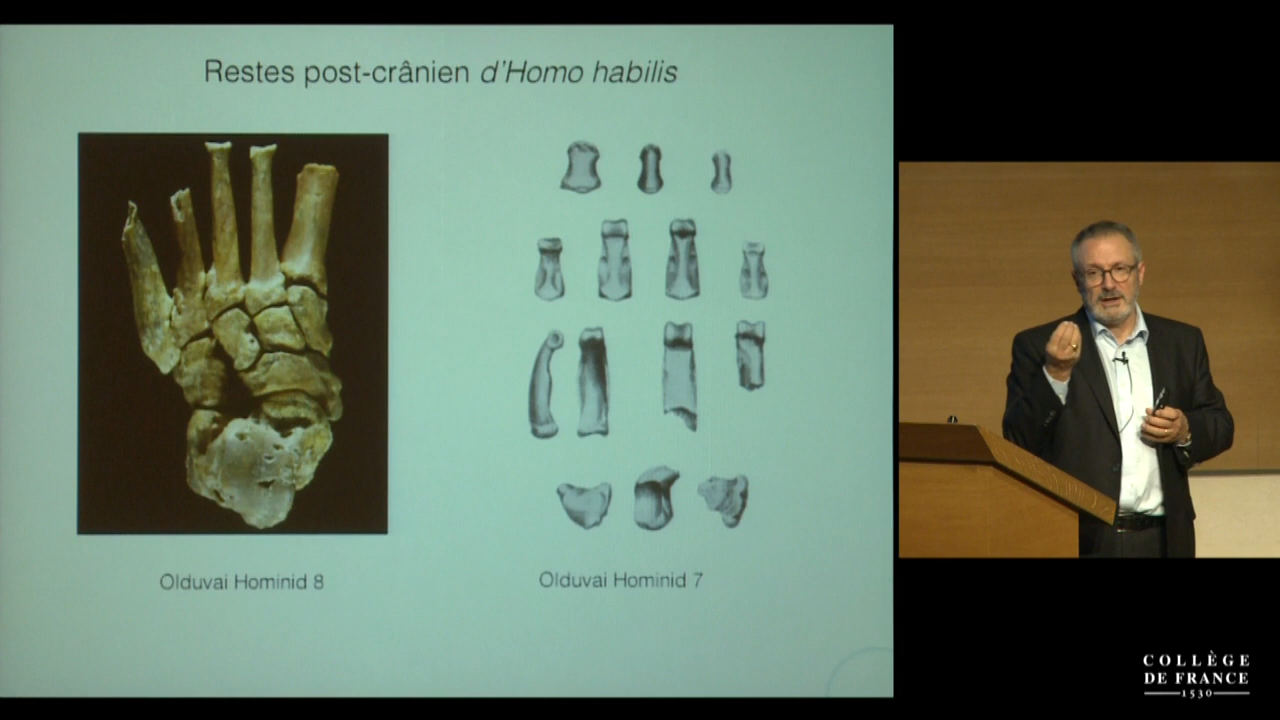 Restes post-crânien d'Homo habilis
Olduvai Hominid 8
Olduvai Hominid 7
COLLÈGE
DE FRANCE
1530